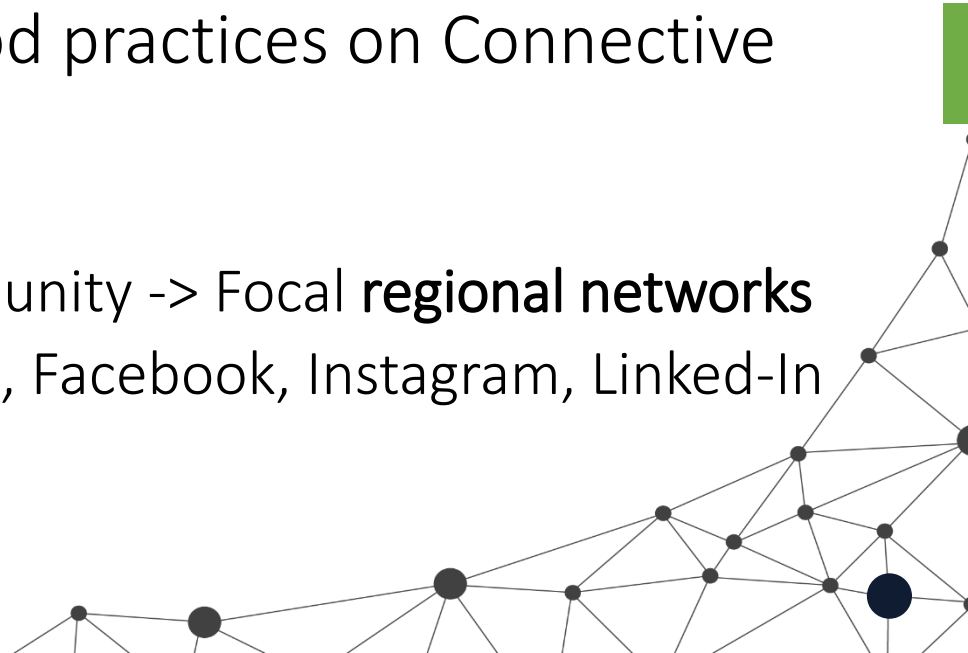 od practices on Connective
unity -> Focal regional networks
, Facebook, Instagram, Linked-In